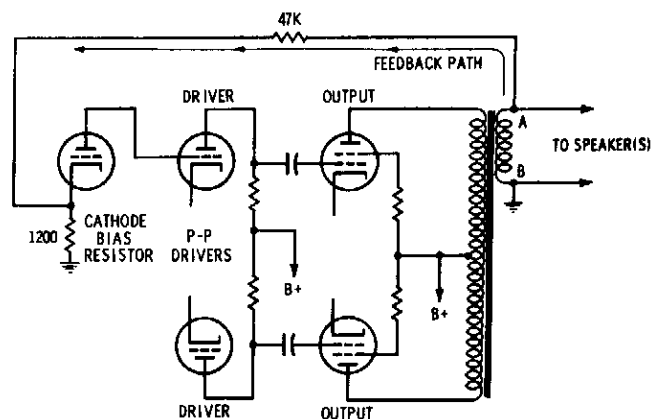 47K
FEEDBACK PATH
DRIVER
OUTPUT
A
TO SPEAKER(S)
B
1200
CATHODE
BIAS
RESISTOR
P-P
DRIVERS
B+
B+
DRIVER
OUTPUT